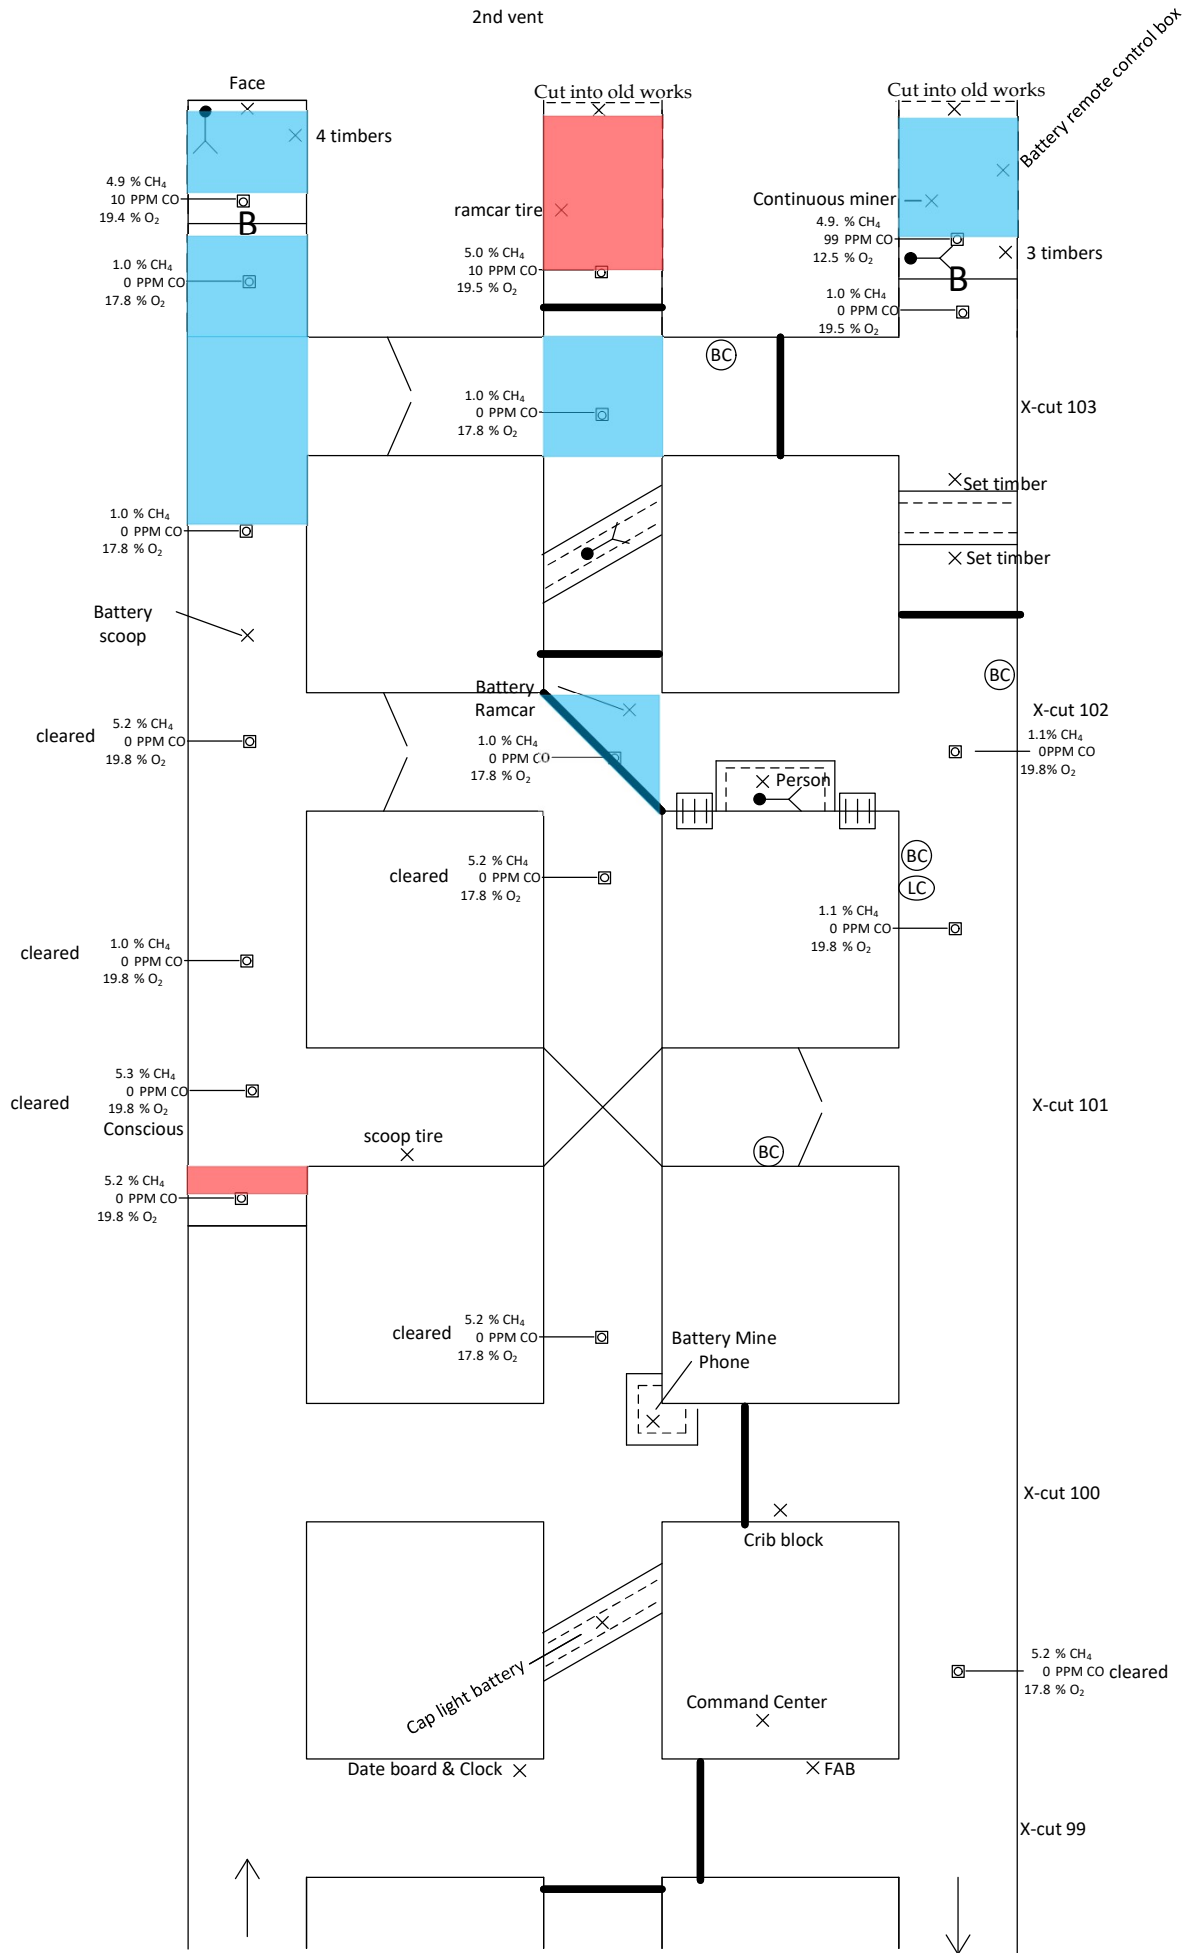 2nd vent
Battery remote control box
Face
Cut into old works
Cut into old works
4 timbers
4.9 % CH₄
10 PPM CO
19.4 % O₂
B
ramcar tire
Continuous miner
4.9. % CH₄
99 PPM CO
12.5 % O₂
3 timbers
B
5.0 % CH₄
10 PPM CO
19.5 % O₂
1.0 % CH₄
0 PPM CO
17.8 % O₂
1.0 % CH₄
0 PPM CO
19.5 % O₂
BC
1.0 % CH₄
0 PPM CO
17.8 % O₂
X-cut 103
Set timber
1.0 % CH₄
0 PPM CO
17.8 % O₂
Set timber
Battery
scoop
BC
Battery
Ramcar
X-cut 102
cleared
5.2 % CH₄
0 PPM CO
19.8 % O₂
1.0 % CH₄
0 PPM CO
17.8 % O₂
1.1% CH₄
0PPM CO
19.8% O₂
Person
BC
LC
cleared
5.2 % CH₄
0 PPM CO
17.8 % O₂
1.1 % CH₄
0 PPM CO
19.8 % O₂
cleared
1.0 % CH₄
0 PPM CO
19.8 % O₂
cleared
5.3 % CH₄
0 PPM CO
19.8 % O₂
Conscious
X-cut 101
scoop tire
BC
5.2 % CH₄
0 PPM CO
19.8 % O₂
cleared
5.2 % CH₄
0 PPM CO
17.8 % O₂
Battery Mine
Phone
X-cut 100
Crib block
Cap light battery
5.2 % CH₄
0 PPM CO
17.8 % O₂
cleared
Command Center
Date board & Clock
FAB
X-cut 99